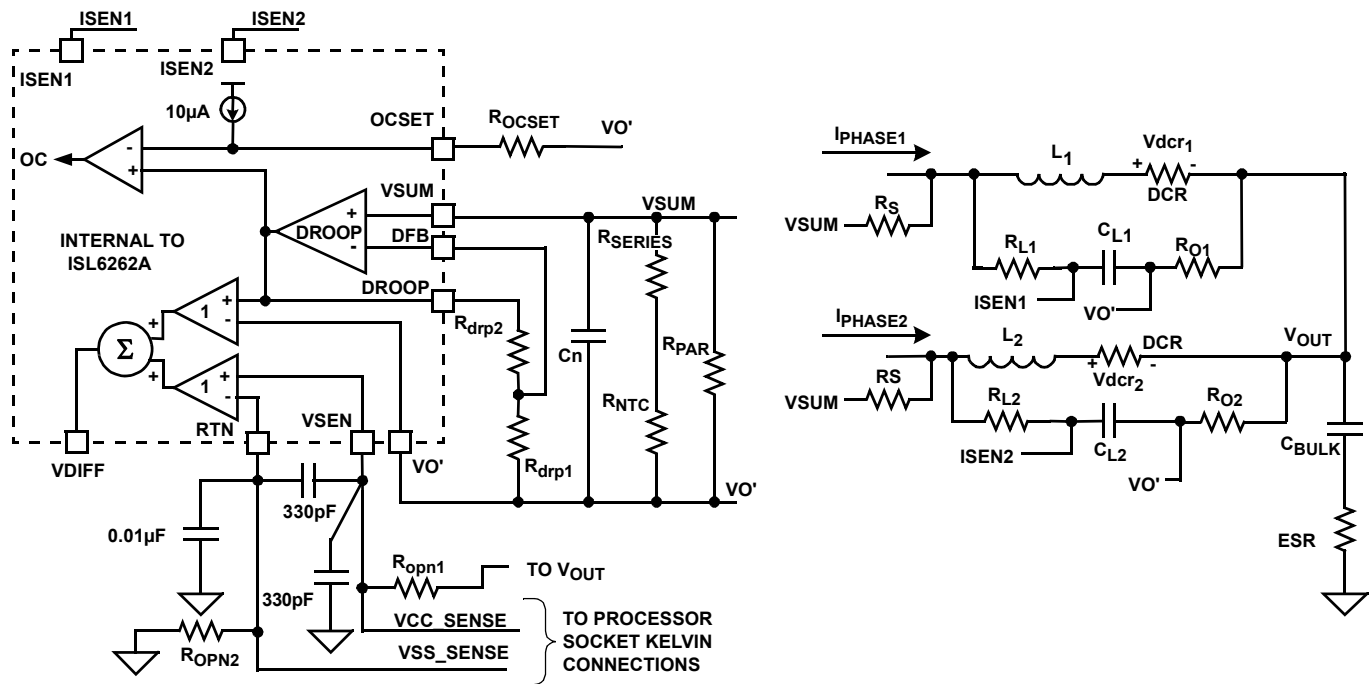 ISEN1
ISEN2
ISEN1
ISEN2
10µA
OCSET
ROCSET
VO'
OC
-
+
VSUM
VSUM
INTERNAL TO
ISL6262A
DROOP
+
-
DFB
DROOP
RSERIES
Rdrp2
Cn
RPAR
RNTC
Rdrp1
1
+
-
Σ
+
+
1
+
-
RTN
VSEN
VDIFF
VO'
VO'
330pF
0.01µF
330pF
Ropn1
TO VOUT
ROPN2
VCC_SENSE
VSS_SENSE
TO PROCESSOR
SOCKET KELVIN
CONNECTIONS
IPHASE1
L1
+
Vdcr1
-
DCR
RS
VSUM
RL1
CL1
RO1
ISEN1
VO'
IPHASE2
L2
DCR
+
Vdcr2
-
VOUT
RS
VSUM
RL2
CL2
RO2
ISEN2
VO'
CBULK
ESR